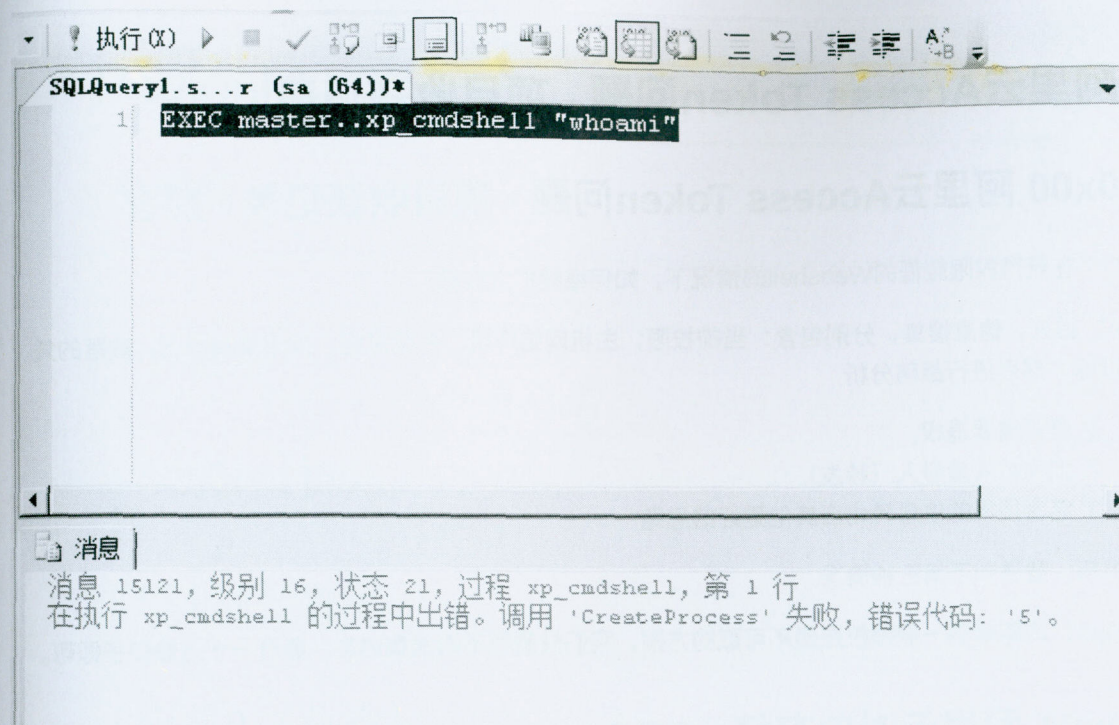 执行(X)
SQLQuery1.s...r (sa (64))*
1 EXEC master..xp_cmdshell "whoami"
消息
消息 15121, 级别 16, 状态 21, 过程 xp_cmdshell, 第 1 行
在执行 xp_cmdshell 的过程中出错。调用 'CreateProcess' 失败, 错误代码: '5'。